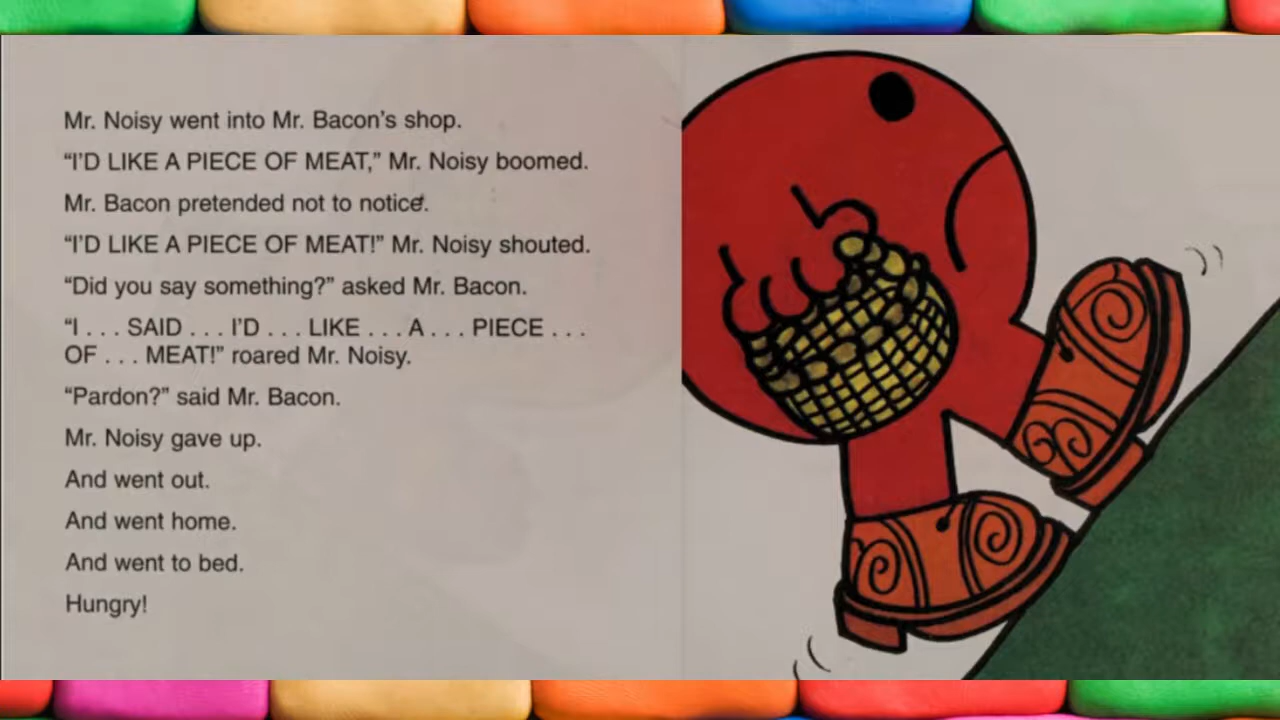 Mr. Noisy went into Mr. Bacon’s shop.
“I’D LIKE A PIECE OF MEAT,” Mr. Noisy boomed.
Mr. Bacon pretended not to notice.
“I’D LIKE A PIECE OF MEAT!” Mr. Noisy shouted.
“Did you say something?” asked Mr. Bacon.
“I . . . SAID . . . I’D . . . LIKE . . . A . . . PIECE . . .
OF . . . MEAT!” roared Mr. Noisy.
“Pardon?” said Mr. Bacon.
Mr. Noisy gave up.
And went out.
And went home.
And went to bed.
Hungry!